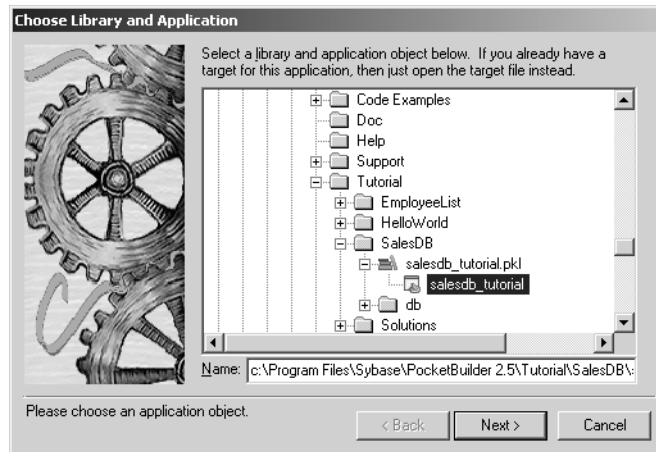 Choose Library and Application
Select a library and application object below. If you already have a
target for this application, then just open the target file instead.
Code Examples
Doc
Help
Support
Tutorial
EmployeeList
HelloWorld
SalesDB
salesdb_tutorial.pkl
salesdb_tutorial
db
Solutions
Name: c:\Program Files\Sybase\PocketBuilder 2.5\Tutorial\SalesDB\
Please choose an application object.
< Back Next > Cancel